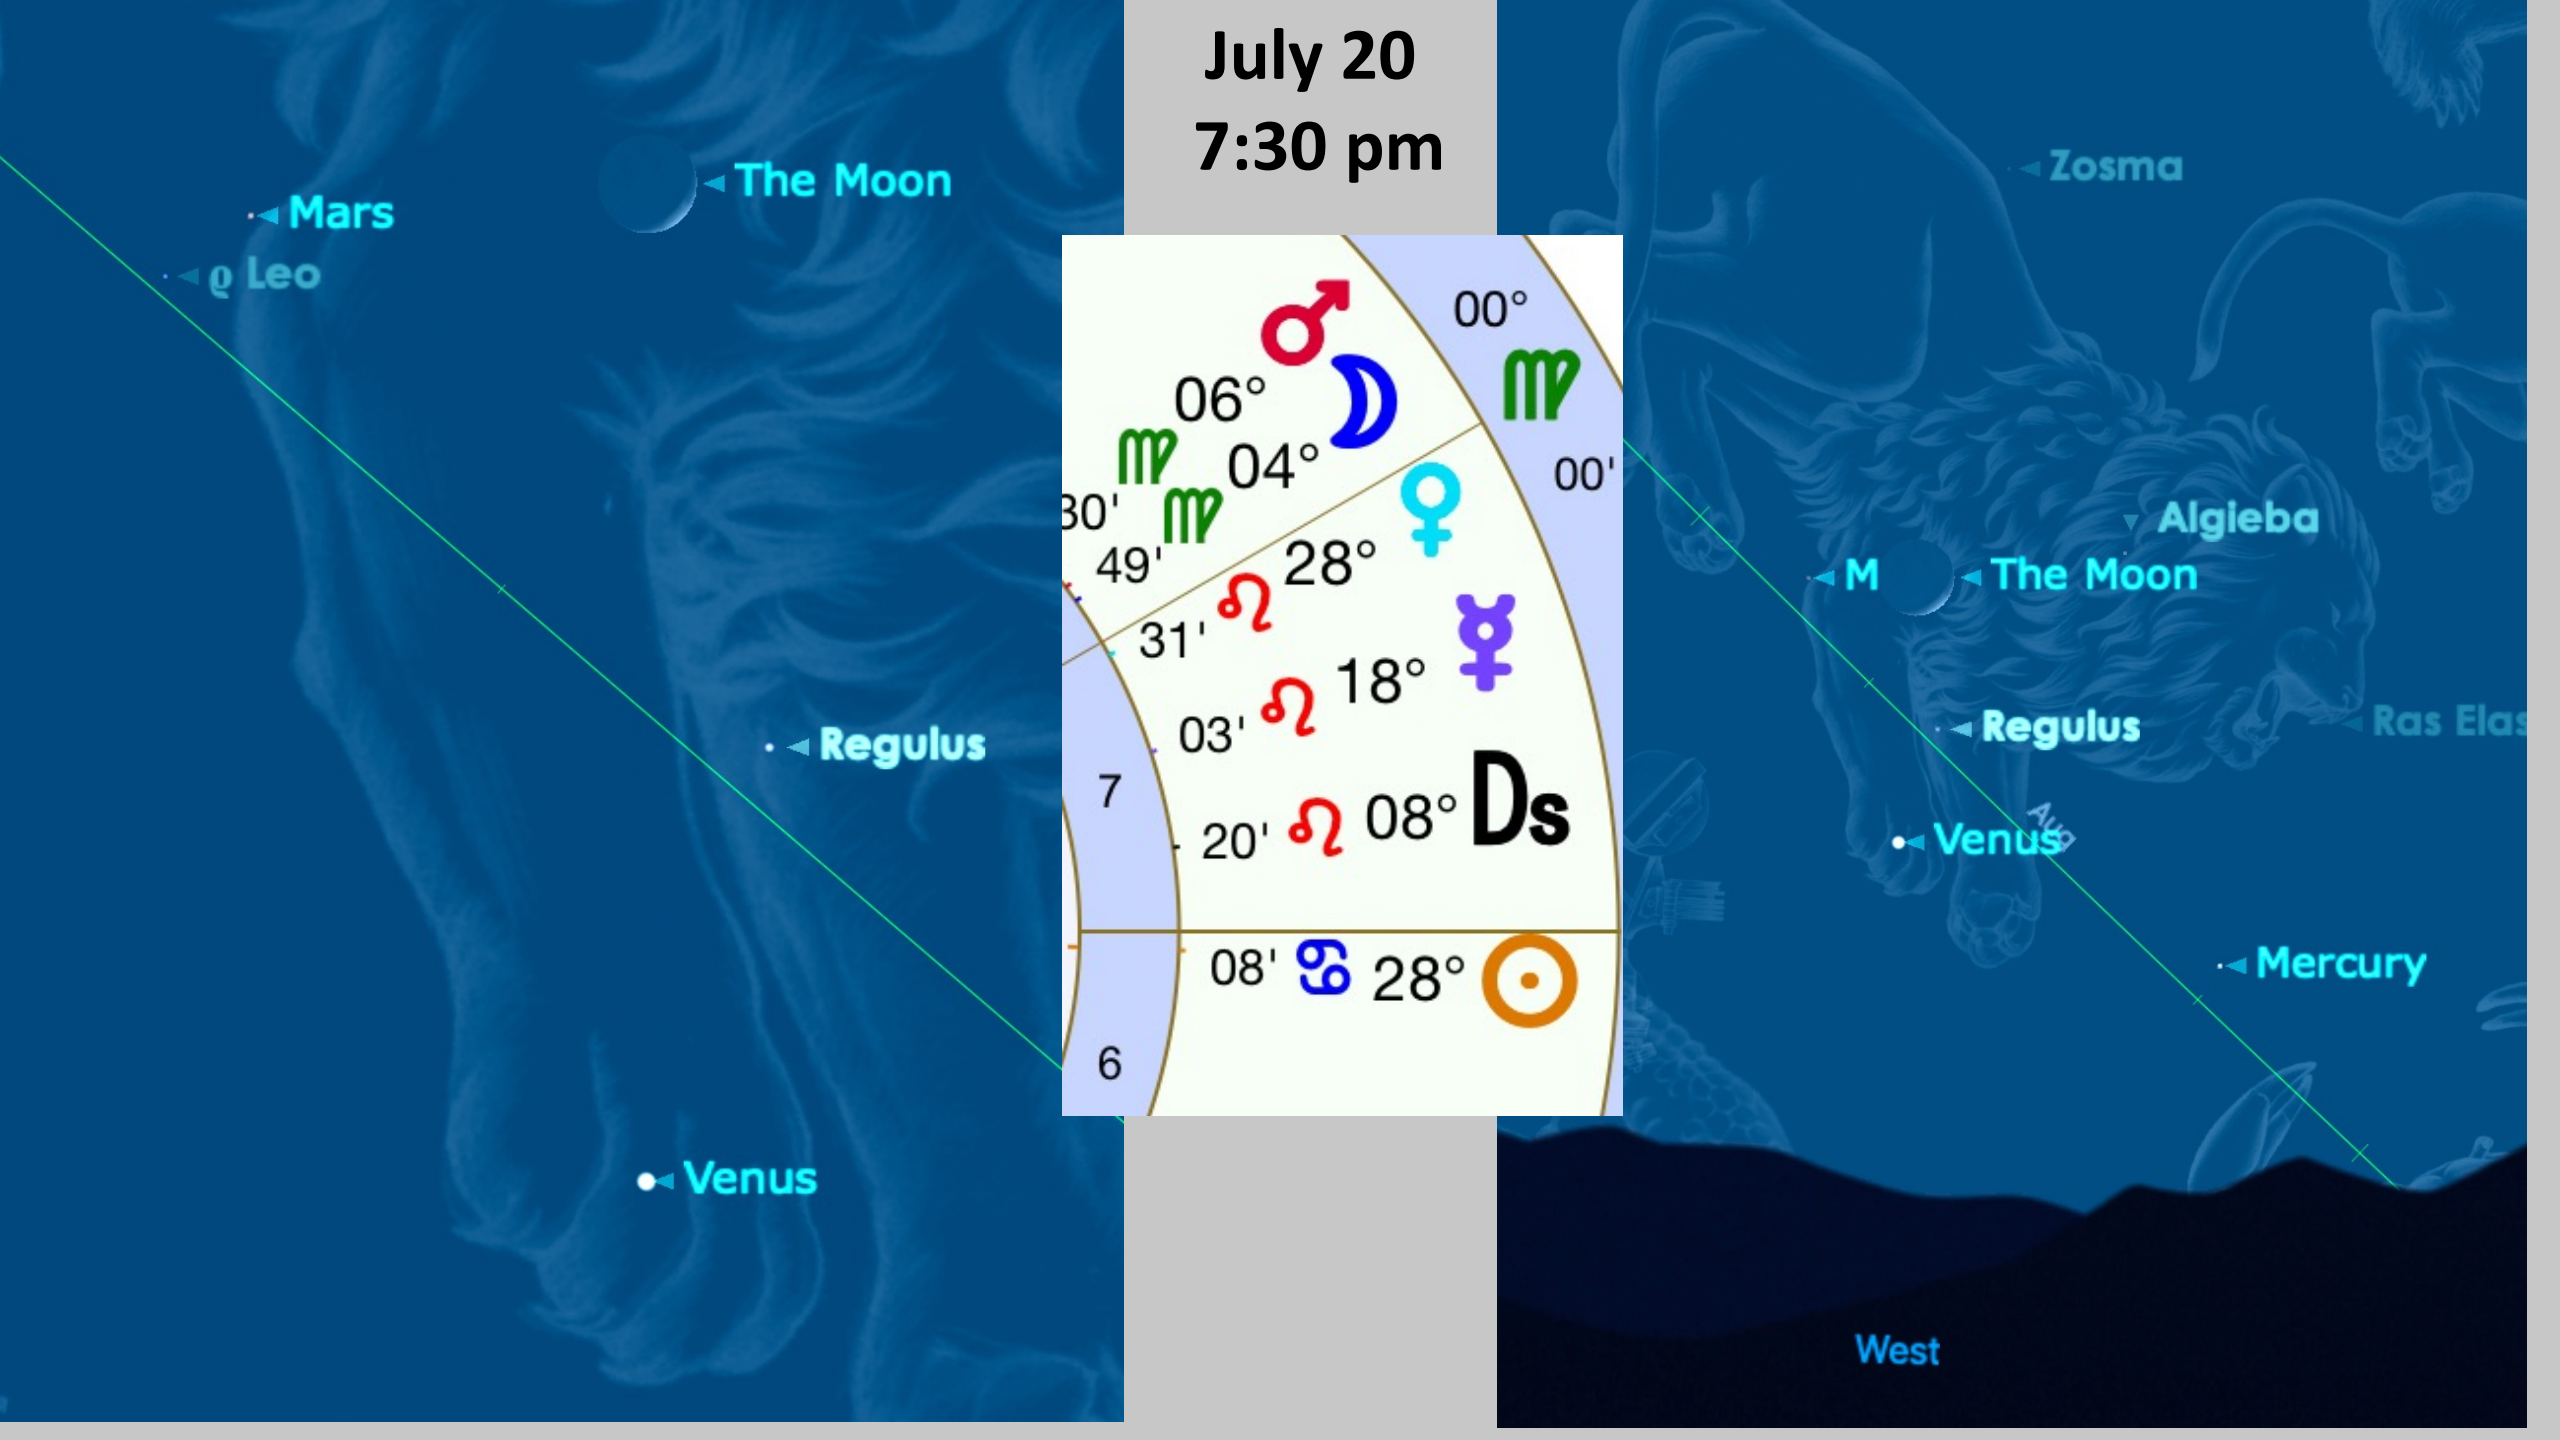 July 20
7:30 pm
The Moon
Mars
ϱ Leo
Regulus
Venus
00°
♍
00'
♂
06°
♍
30'
☽
04°
♍
49'
♀
28°
♌
31'
☿
18°
♌
03'
Ds
08°
♌
20'
☉
28°
♋
08'
7
6
Zosma
Algieba
M
The Moon
Regulus
Ras Elas
Aug
Venus
Mercury
West